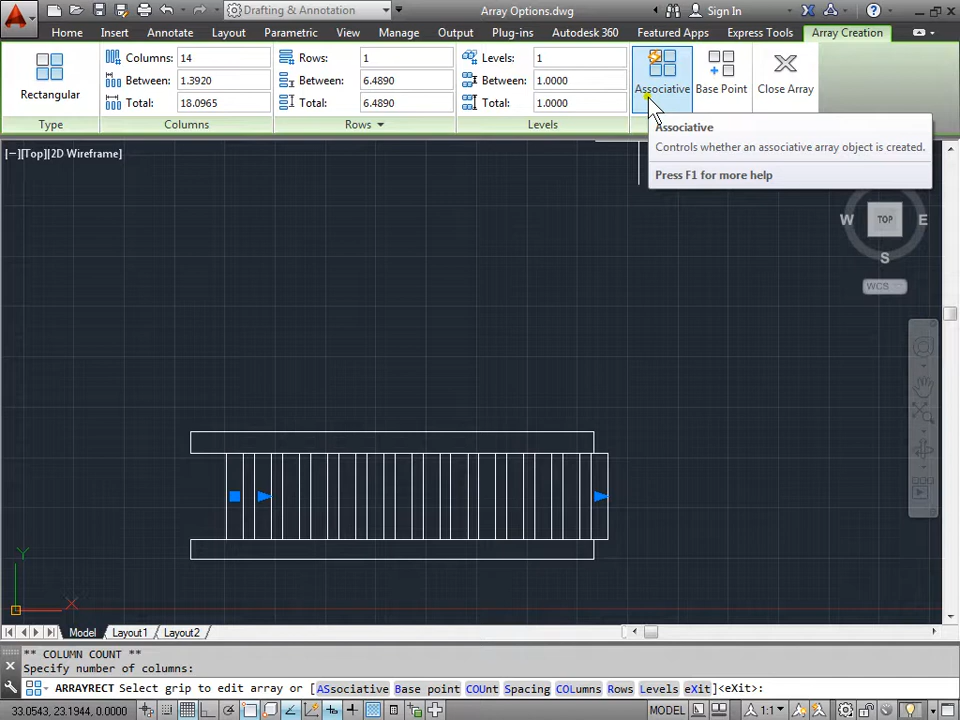 Drafting & Annotation
Array Options.dwg
Sign In
Home Insert Annotate Layout Parametric View Manage Output Plug-ins Autodesk 360 Featured Apps Express Tools Array Creation
Rectangular
Type
Columns: 14
Between: 1.3920
Total: 18.0965
Columns
Rows: 1
Between: 6.4890
Total: 6.4890
Rows
Levels: 1
Between: 1.0000
Total: 1.0000
Levels
Associative
Base Point
Close Array
Associative
Controls whether an associative array object is created.
Press F1 for more help
[−][Top][2D Wireframe]
W TOP E
S
WCS
Y
X
Model Layout1 Layout2
** COLUMN COUNT **
Specify number of columns:
ARRAYRECT Select grip to edit array or [ASsociative Base point COUnt Spacing COLumns Rows Levels eXit]<eXit>:
33.0543, 23.1944, 0.0000
MODEL
1:1